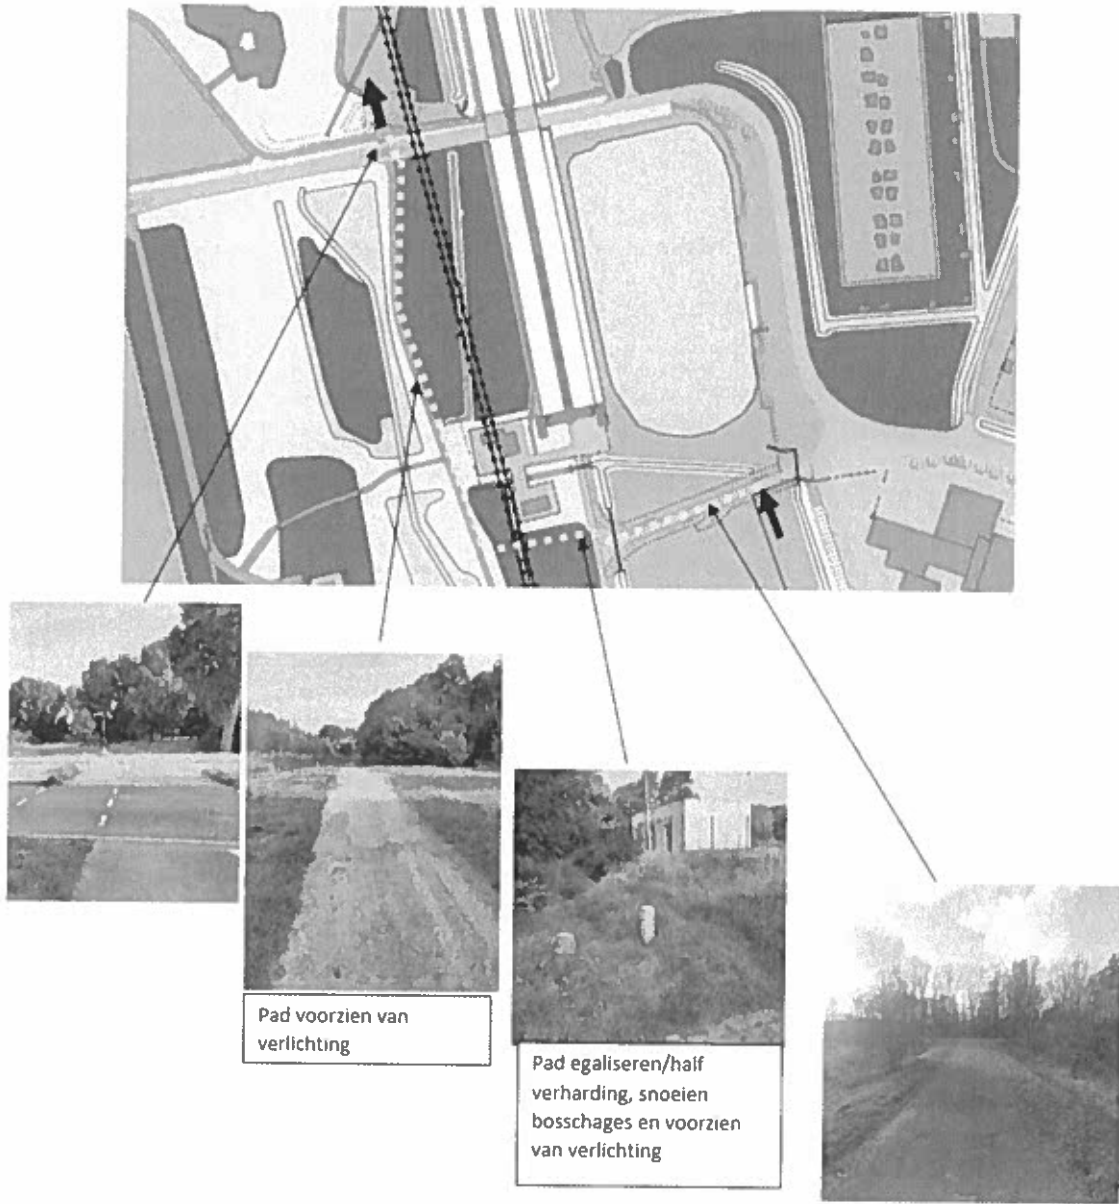 Pad voorzien van
verlichting
Pad egaliseren/half
verharding, snoeien
bosschages en voorzien
van verlichting